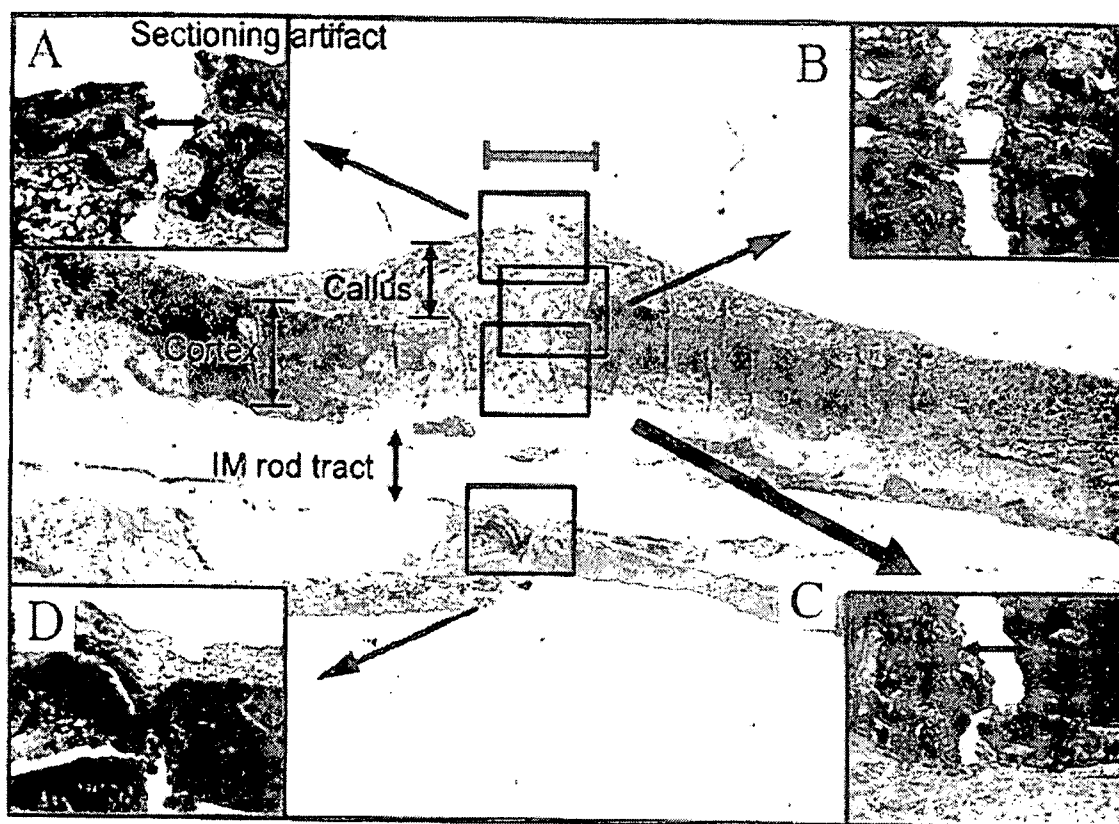 A
Sectioning artifact
B
Callus
Cortex
IM rod tract
D
C